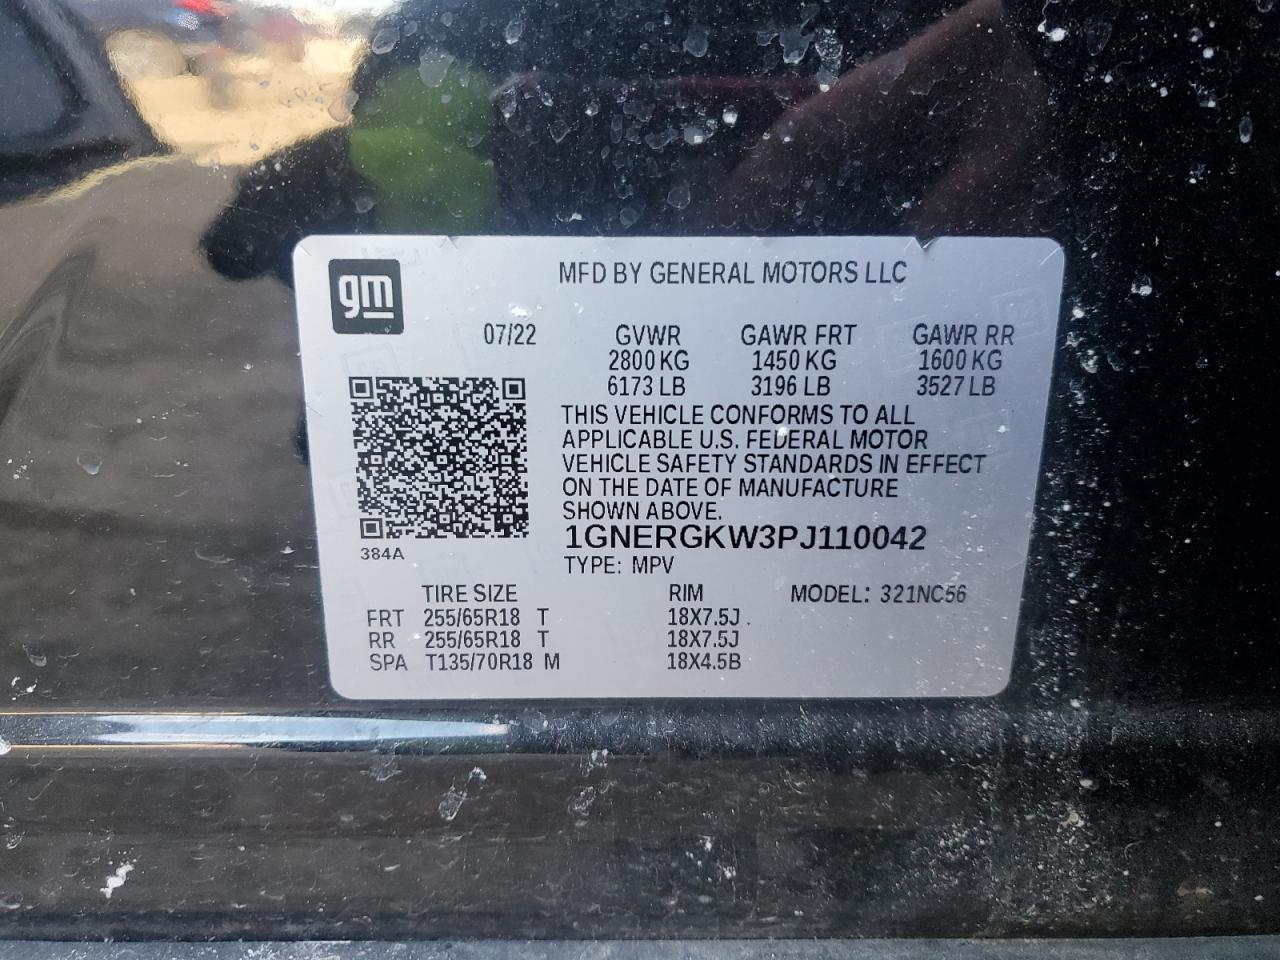 gm
MFD BY GENERAL MOTORS LLC
07/22 GVWR GAWR FRT GAWR RR
2800 KG 1450 KG 1600 KG
6173 LB 3196 LB 3527 LB
THIS VEHICLE CONFORMS TO ALL
APPLICABLE U.S. FEDERAL MOTOR
VEHICLE SAFETY STANDARDS IN EFFECT
ON THE DATE OF MANUFACTURE
SHOWN ABOVE.
1GNERGKW3PJ110042
384A
TYPE: MPV
TIRE SIZE RIM MODEL: 321NC56
FRT 255/65R18 T 18X7.5J
RR 255/65R18 T 18X7.5J
SPA T135/70R18 M 18X4.5B